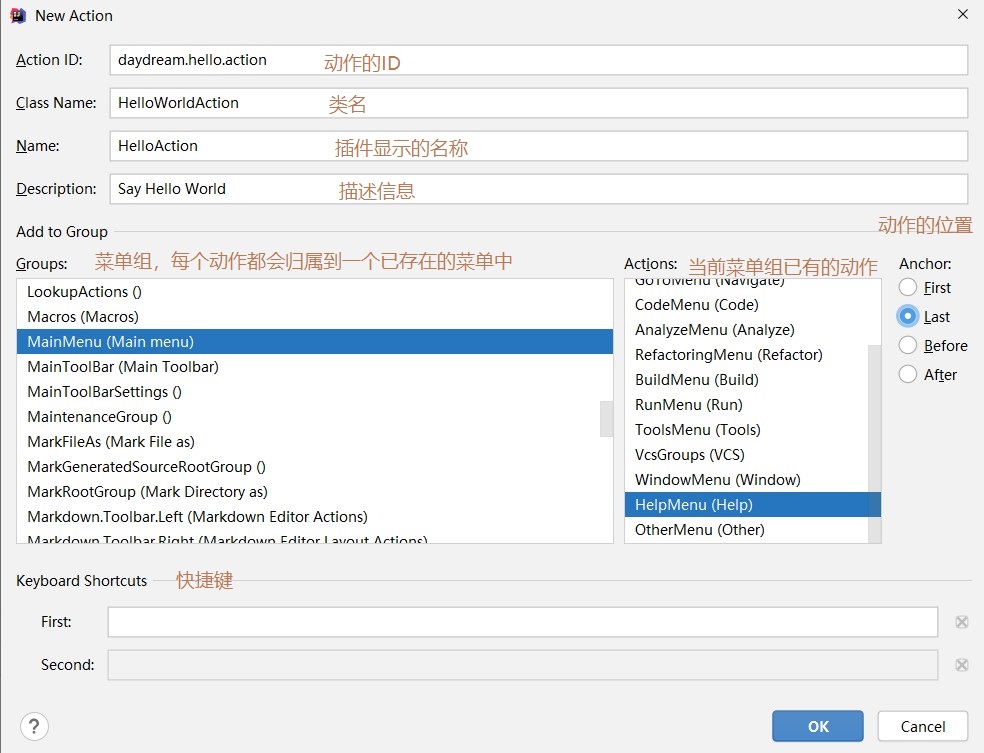 New Action
Action ID: daydream.hello.action 动作的ID
Class Name: HelloWorldAction 类名
Name: HelloAction 插件显示的名称
Description: Say Hello World 描述信息
Add to Group 动作的位置
Groups: 菜单组，每个动作都会归属到一个已存在的菜单中
LookupActions ()
Macros (Macros)
MainMenu (Main menu)
MainToolBar (Main Toolbar)
MainToolBarSettings ()
MaintenanceGroup ()
MarkFileAs (Mark File as)
MarkGeneratedSourceRootGroup ()
MarkRootGroup (Mark Directory as)
Markdown.Toolbar.Left (Markdown Editor Actions)
Markdown.Toolbar.Right (Markdown Editor Layout Actions)
Actions: 当前菜单组已有的动作
GoToMenu (Navigate)
CodeMenu (Code)
AnalyzeMenu (Analyze)
RefactoringMenu (Refactor)
BuildMenu (Build)
RunMenu (Run)
ToolsMenu (Tools)
VcsGroups (VCS)
WindowMenu (Window)
HelpMenu (Help)
OtherMenu (Other)
Anchor:
First
Last
Before
After
Keyboard Shortcuts 快捷键
First:
Second:
?
OK
Cancel